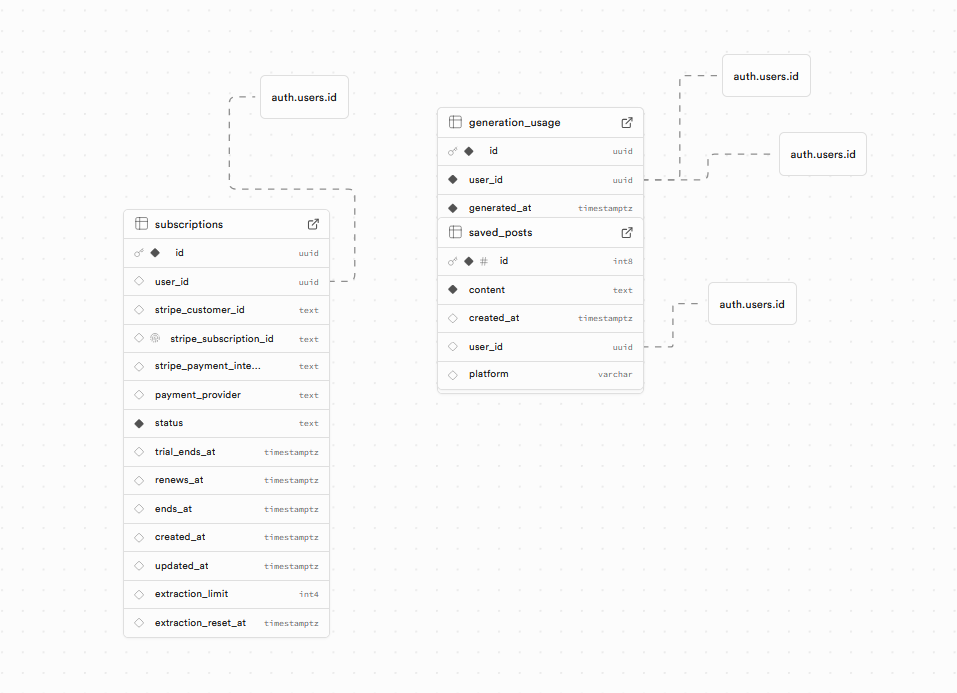 auth.users.id
subscriptions
id uuid
user_id uuid
stripe_customer_id text
stripe_subscription_id text
stripe_payment_inte... text
payment_provider text
status text
trial_ends_at timestamptz
renews_at timestamptz
ends_at timestamptz
created_at timestamptz
updated_at timestamptz
extraction_limit int4
extraction_reset_at timestamptz
generation_usage
id uuid
user_id uuid
generated_at timestamptz
saved_posts
# id int8
content text
created_at timestamptz
user_id uuid
platform varchar
auth.users.id
auth.users.id
auth.users.id